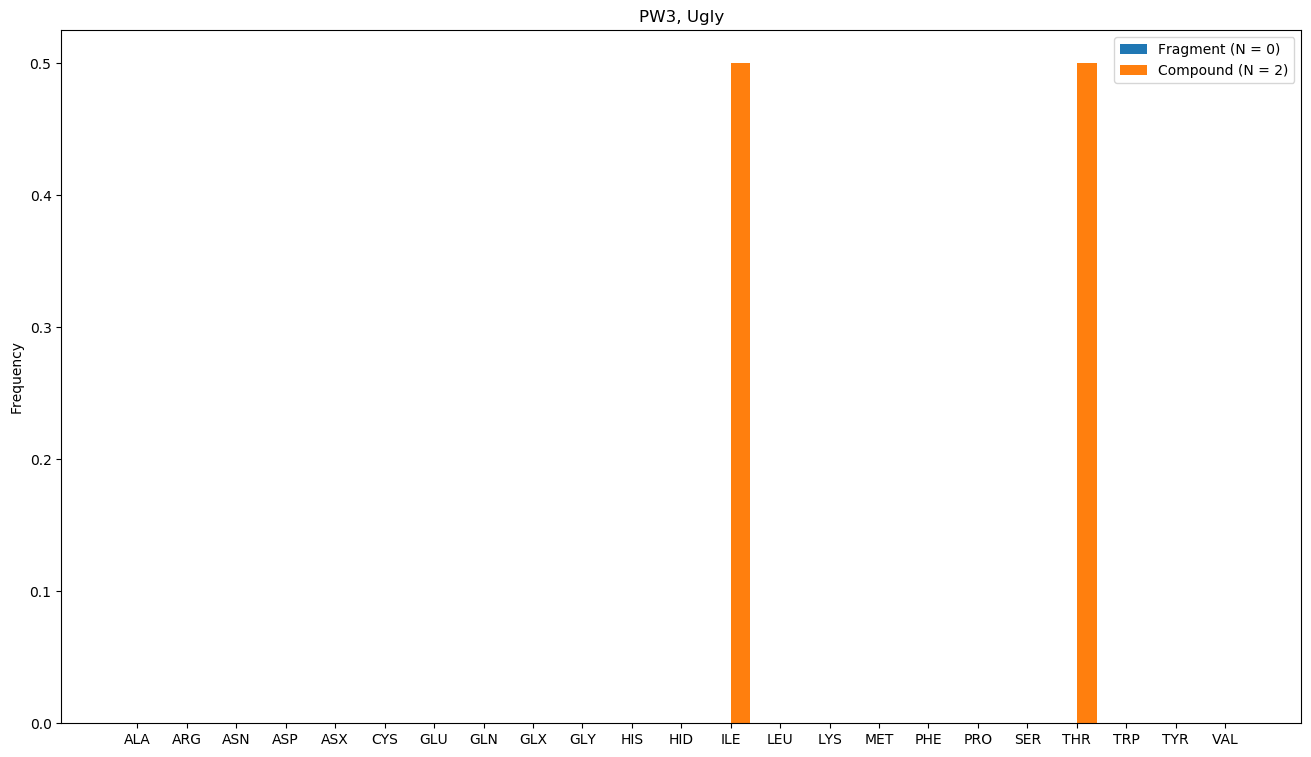 PW3, Ugly
Fragment (N = 0)
Compound (N = 2)
0.5
0.4
0.3
0.2
0.1
0.0
Frequency
ALA ARG ASN ASP ASX CYS GLU GLN GLX GLY HIS HID ILE LEU LYS MET PHE PRO SER THR TRP TYR VAL